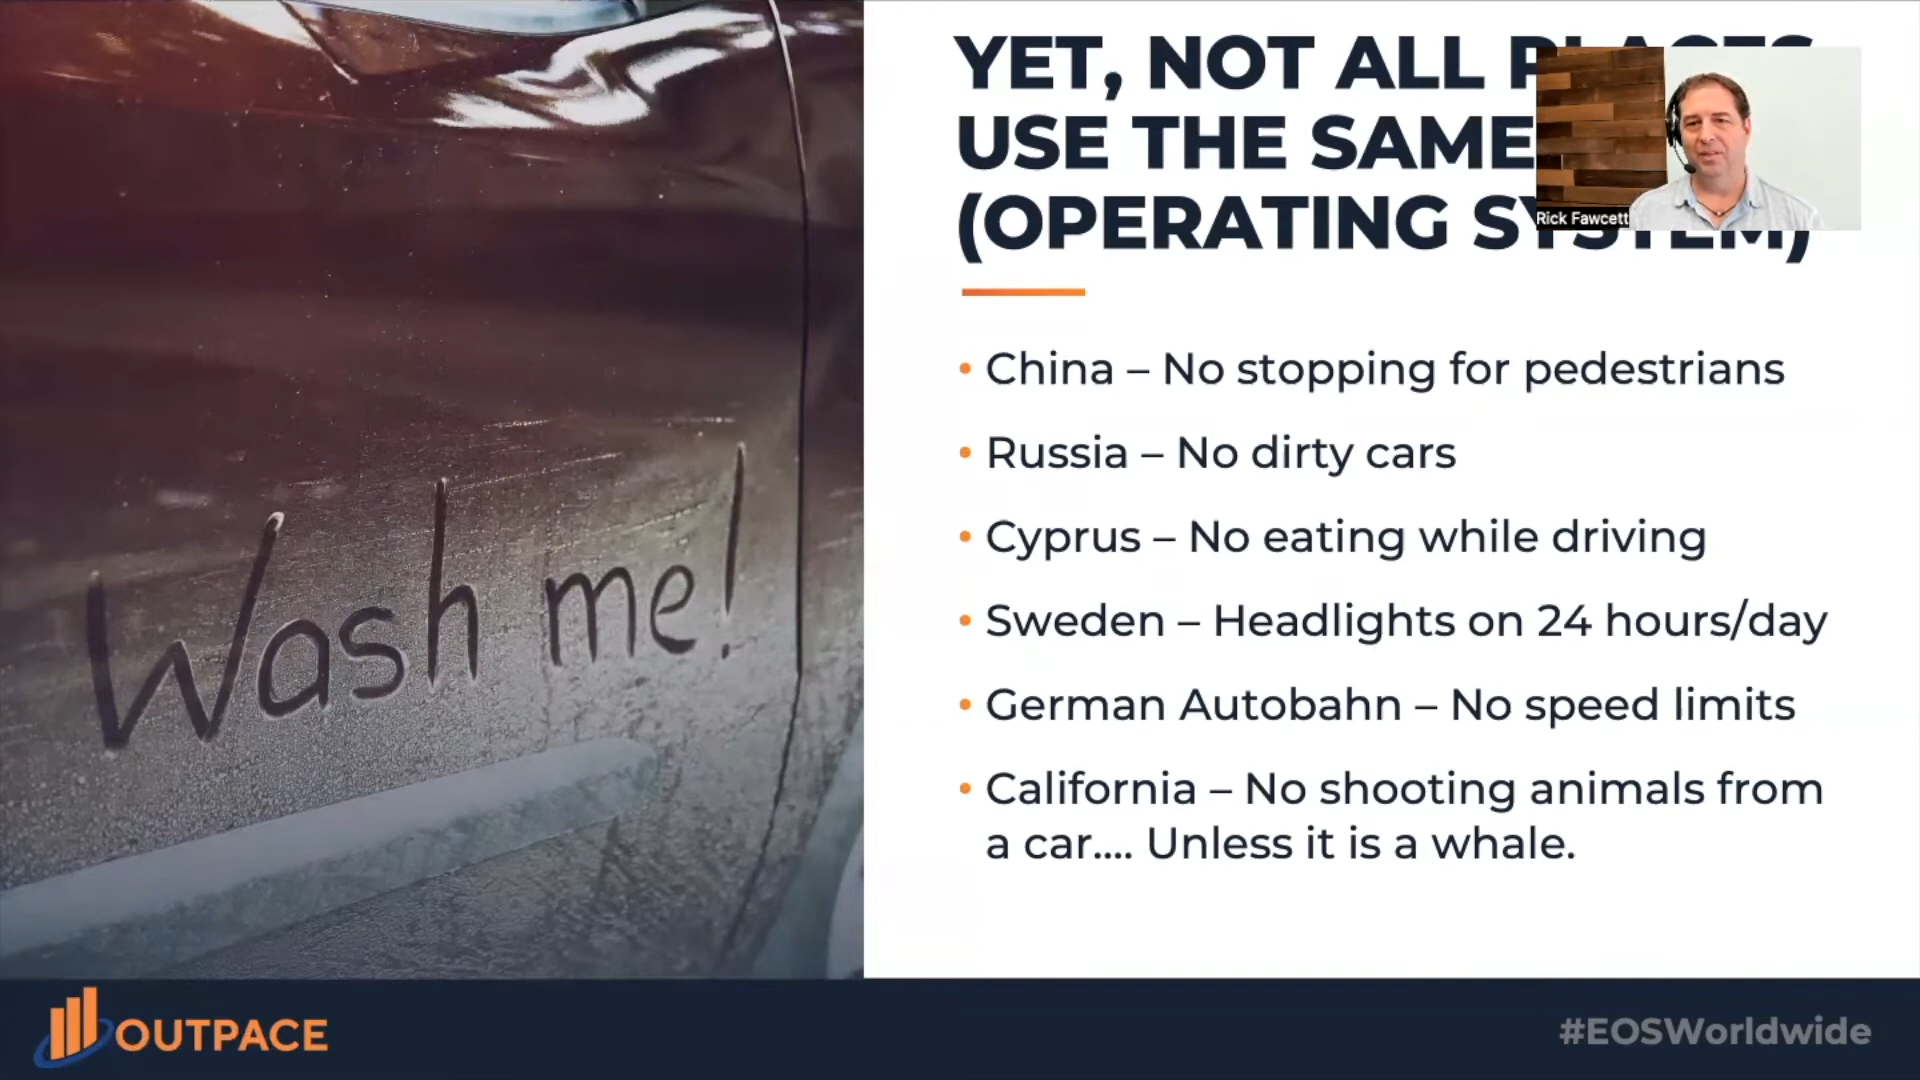 YET, NOT ALL
USE THE SAME
(OPERATING SYSTEM)
Rick Fawcett
• China – No stopping for pedestrians
• Russia – No dirty cars
• Cyprus – No eating while driving
• Sweden – Headlights on 24 hours/day
• German Autobahn – No speed limits
• California – No shooting animals from
a car.... Unless it is a whale.
Wash me!
OUTPACE
#EOSWorldwide